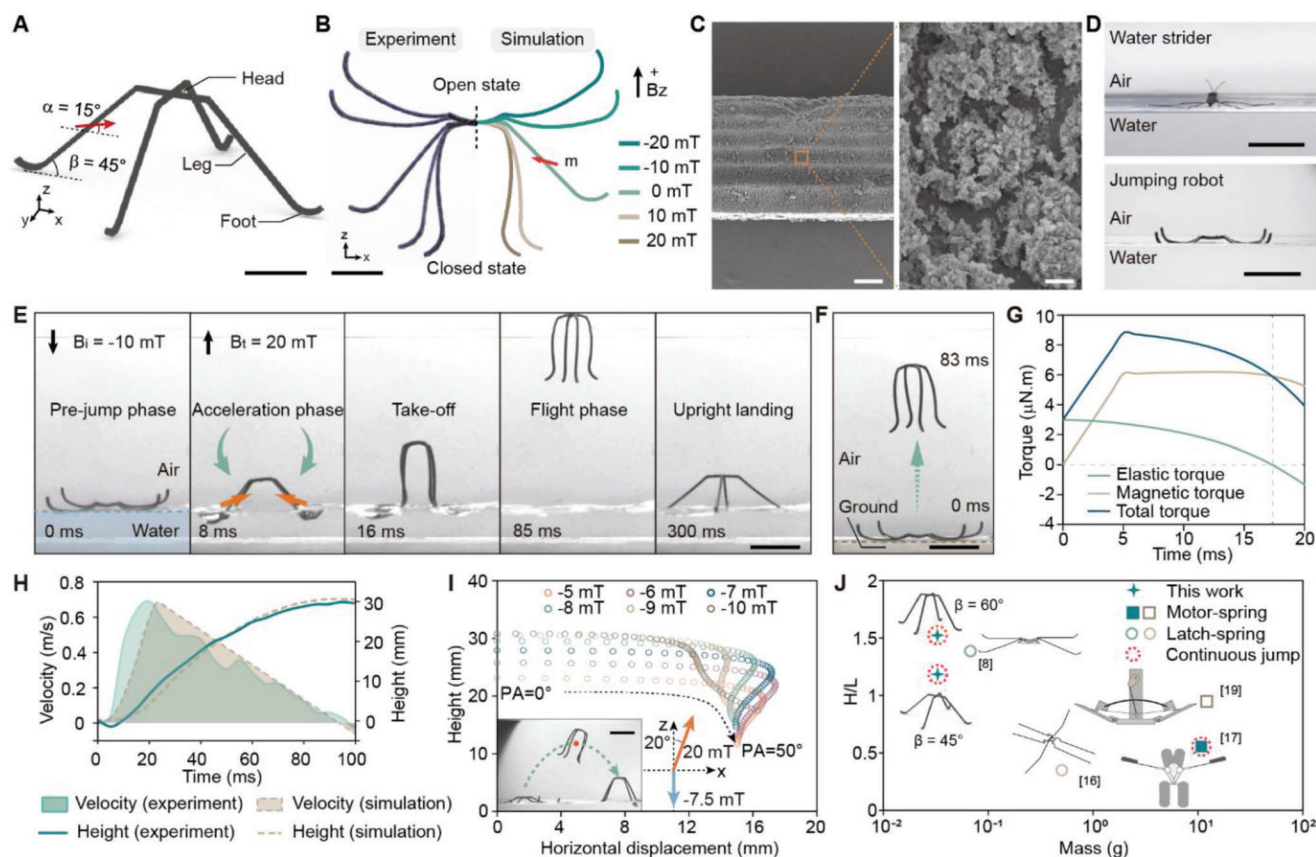 A
α = 15°
β = 45°
Head
Leg
Foot
z
y
x
B
Experiment
Simulation
Open state
+
Bz
-20 mT
-10 mT
0 mT
10 mT
20 mT
m
z
x
Closed state
C
D
Water strider
Air
Water
Jumping robot
Air
Water
E
Bi = -10 mT
Bt = 20 mT
Pre-jump phase
Acceleration phase
Take-off
Flight phase
Upright landing
Air
Water
0 ms
8 ms
16 ms
85 ms
300 ms
F
83 ms
Air
0 ms
Ground
G
10
8
6
4
2
0
-2
-4
Torque (μN.m)
Elastic torque
Magnetic torque
Total torque
0
5
10
15
20
Time (ms)
H
0.8
0.6
0.4
0.2
0
Velocity (m/s)
30
20
10
0
Height (mm)
0
20
40
60
80
100
Time (ms)
Velocity (experiment)
Velocity (simulation)
Height (experiment)
Height (simulation)
I
-5 mT
-6 mT
-7 mT
-8 mT
-9 mT
-10 mT
40
30
20
10
0
Height (mm)
PA=0°
PA=50°
z
20°
20 mT
x
-7.5 mT
0
4
8
12
16
20
Horizontal displacement (mm)
J
2
1.5
1
0.5
0
H/L
β = 60°
β = 45°
This work
Motor-spring
Latch-spring
Continuous jump
[8]
[19]
[16]
[17]
10⁻²
10⁻¹
10⁰
10¹
10²
Mass (g)